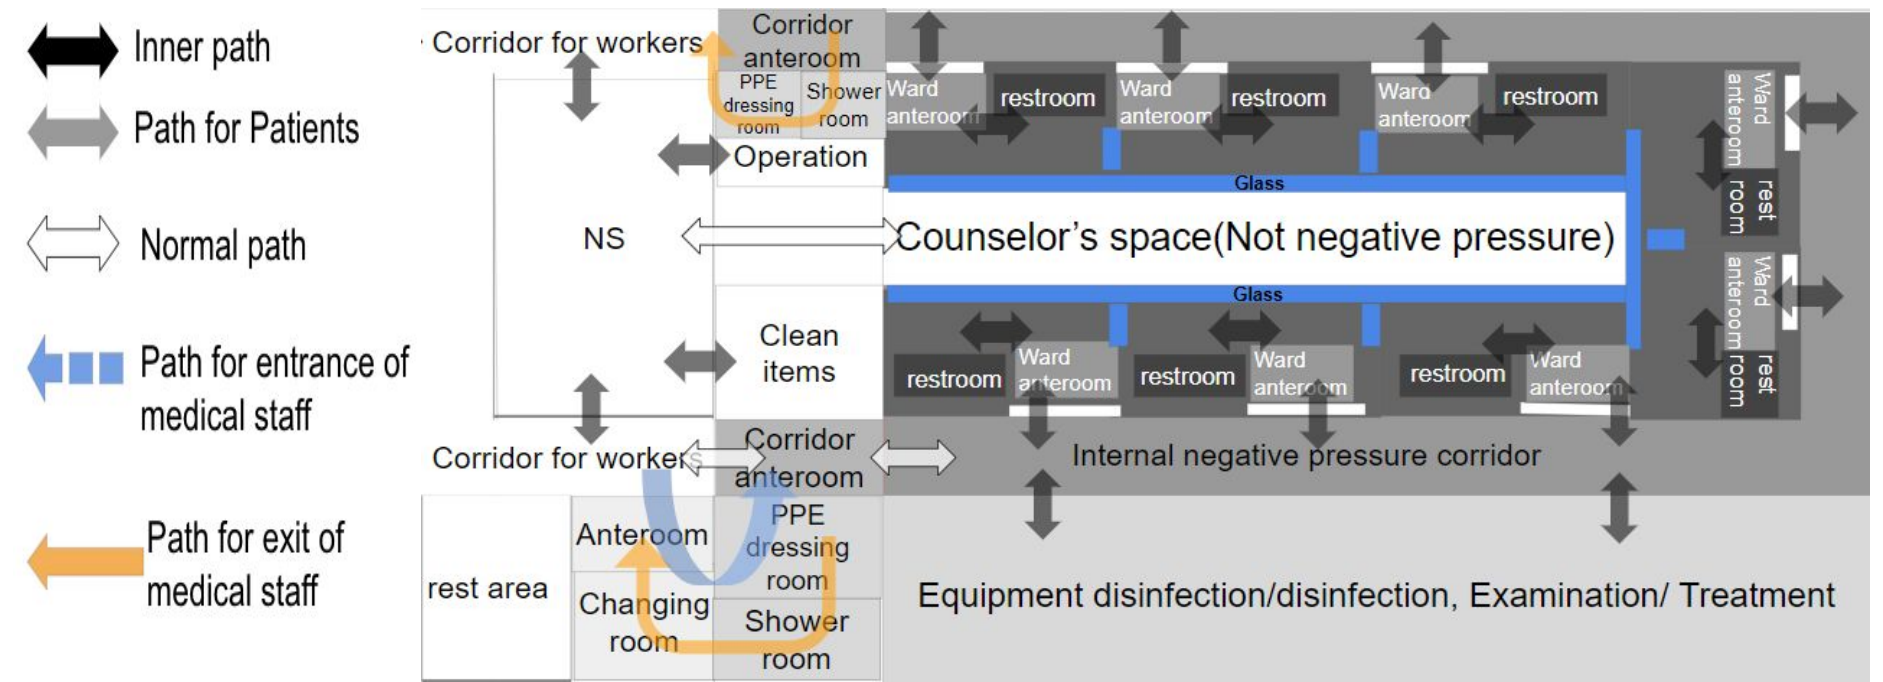 Inner path
Path for Patients
Normal path
Path for entrance of
medical staff
Path for exit of
medical staff
Corridor for workers
Corridor
anteroom
PPE
dressing
room
Shower
room
Ward
anteroom
restroom
Ward
anteroom
restroom
Ward
anteroom
restroom
Ward
anteroom
rest
room
Operation
Glass
NS
Counselor's space(Not negative pressure)
Glass
Ward
anteroom
rest
room
Clean
items
restroom
Ward
anteroom
restroom
Ward
anteroom
restroom
Ward
anteroom
Corridor for workers
Corridor
anteroom
Internal negative pressure corridor
rest area
Anteroom
Changing
room
PPE
dressing
room
Shower
room
Equipment disinfection/disinfection, Examination/ Treatment